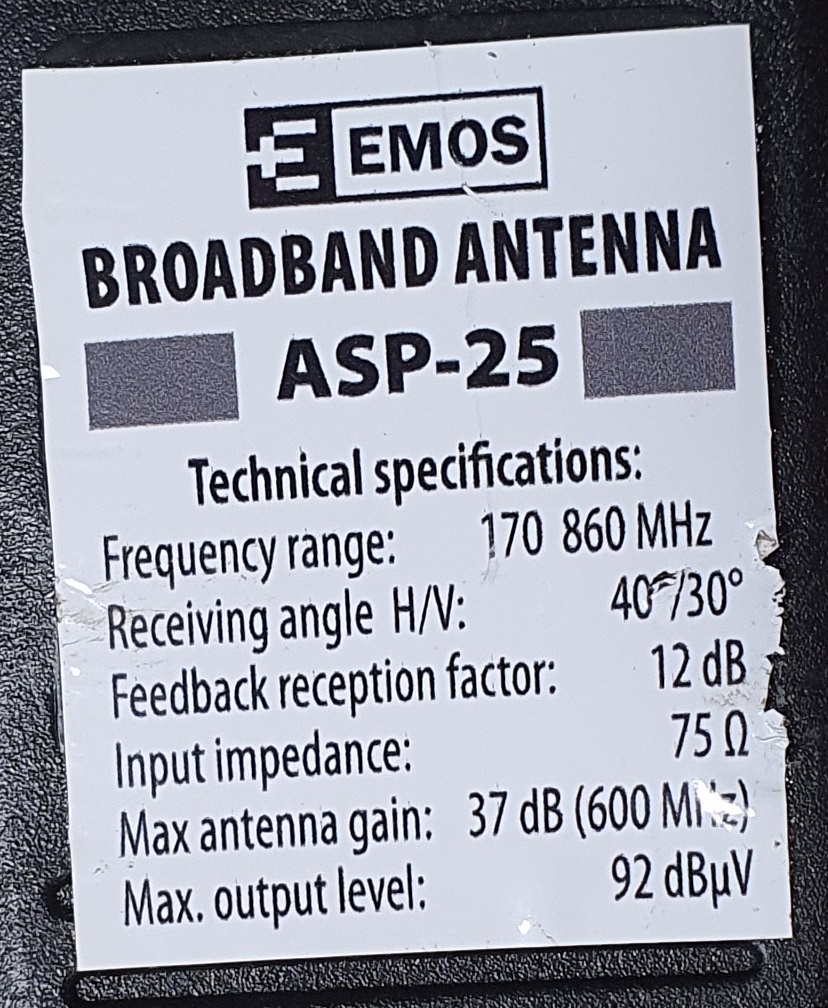 EMOS
BROADBAND ANTENNA
ASP-25
Technical specifications:
Frequency range: 170 860 MHz
Receiving angle H/V: 40°/30°
Feedback reception factor: 12 dB
Input impedance: 75 Ω
Max antenna gain: 37 dB (600 MHz)
Max. output level: 92 dBμV